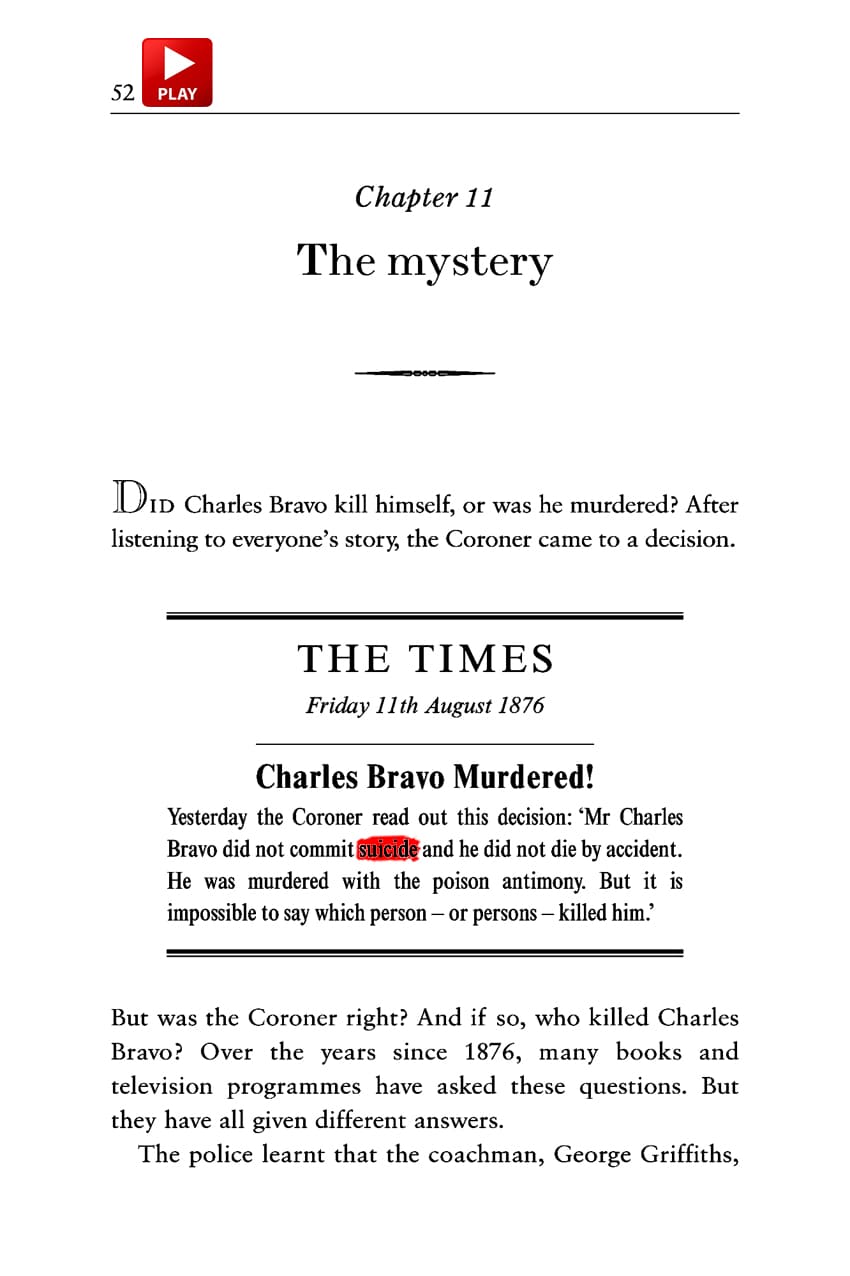 52
PLAY
Chapter 11
The mystery
DID Charles Bravo kill himself, or was he murdered? After
listening to everyone’s story, the Coroner came to a decision.
THE TIMES
Friday 11th August 1876
Charles Bravo Murdered!
Yesterday the Coroner read out this decision: ‘Mr Charles
Bravo did not commit suicide and he did not die by accident.
He was murdered with the poison antimony. But it is
impossible to say which person – or persons – killed him.’
But was the Coroner right? And if so, who killed Charles
Bravo? Over the years since 1876, many books and
television programmes have asked these questions. But
they have all given different answers.
The police learnt that the coachman, George Griffiths,